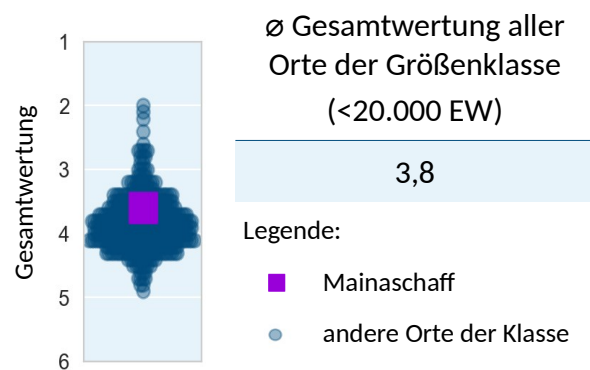 ⌀ Gesamtwertung aller
Orte der Größenklasse
(<20.000 EW)
3,8
Legende:
Mainaschaff
andere Orte der Klasse
Gesamtwertung
1
2
3
4
5
6